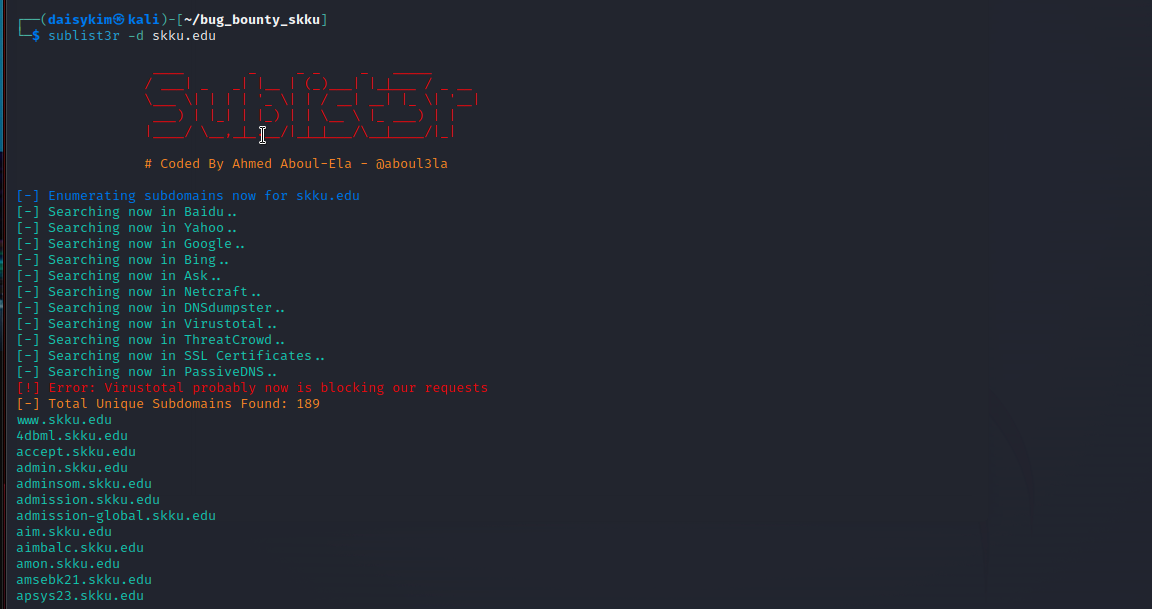 ┌──(daisykim㉿kali)-[~/bug_bounty_skku]
└─$ sublist3r -d skku.edu
Sublist3r
# Coded By Ahmed Aboul-Ela - @aboul3la
[-] Enumerating subdomains now for skku.edu
[-] Searching now in Baidu..
[-] Searching now in Yahoo..
[-] Searching now in Google..
[-] Searching now in Bing..
[-] Searching now in Ask..
[-] Searching now in Netcraft..
[-] Searching now in DNSdumpster..
[-] Searching now in Virustotal..
[-] Searching now in ThreatCrowd..
[-] Searching now in SSL Certificates..
[-] Searching now in PassiveDNS..
[!] Error: Virustotal probably now is blocking our requests
[-] Total Unique Subdomains Found: 189
www.skku.edu
4dbml.skku.edu
accept.skku.edu
admin.skku.edu
adminsom.skku.edu
admission.skku.edu
admission-global.skku.edu
aim.skku.edu
aimbalc.skku.edu
amon.skku.edu
amsebk21.skku.edu
apsys23.skku.edu